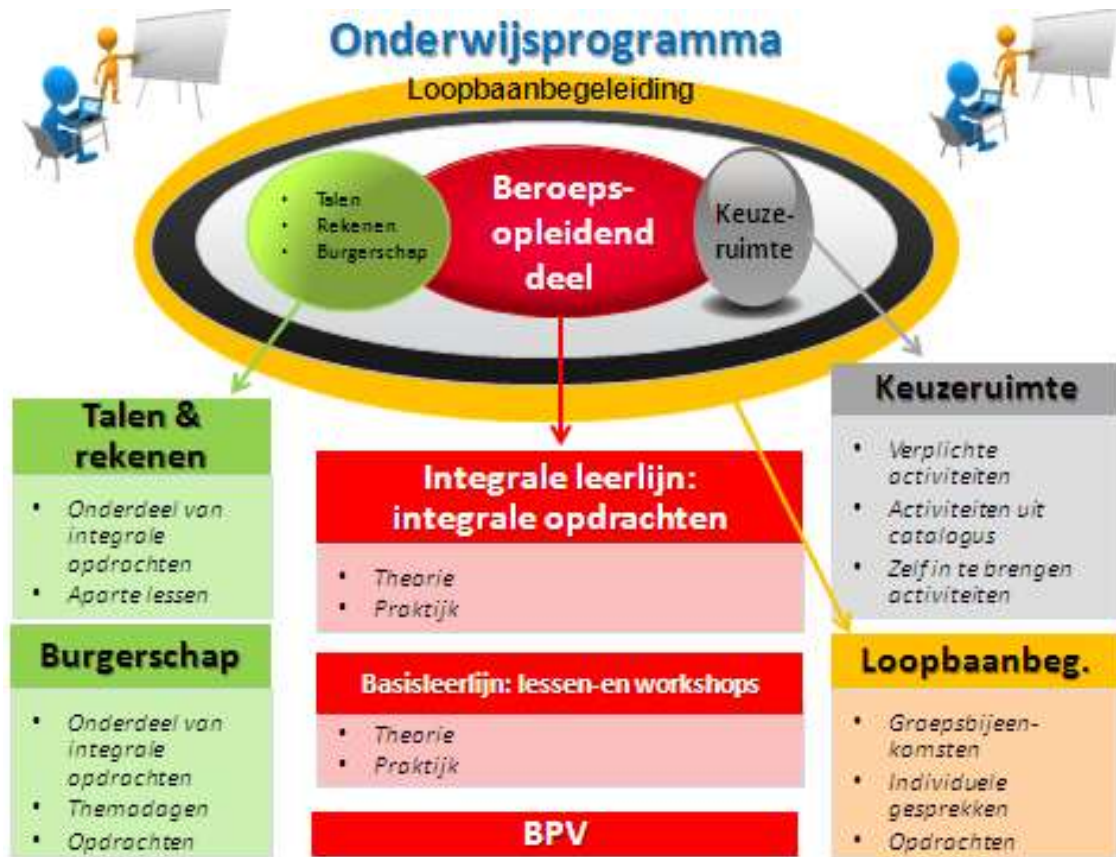 Onderwijsprogramma
Loopbaanbegeleiding
Talen
Rekenen
Burgerschap
Beroeps-
opleidend
deel
Keuze-
ruimte
Talen &
rekenen
• Onderdeel van
integrale
opdrachten
• Aparte lessen
Burgerschap
• Onderdeel van
integrale
opdrachten
• Themadagen
• Opdrachten
Integrale leerlijn:
integrale opdrachten
• Theorie
• Praktijk
Basisleerlijn: lessen-en workshops
• Theorie
• Praktijk
BPV
Keuzeruimte
• Verplichte
activiteiten
• Activiteiten uit
catalogus
• Zelf in te brengen
activiteiten
Loopbaanbeg.
• Groepsbijeen-
komsten
• Individuele
gesprekken
• Opdrachten